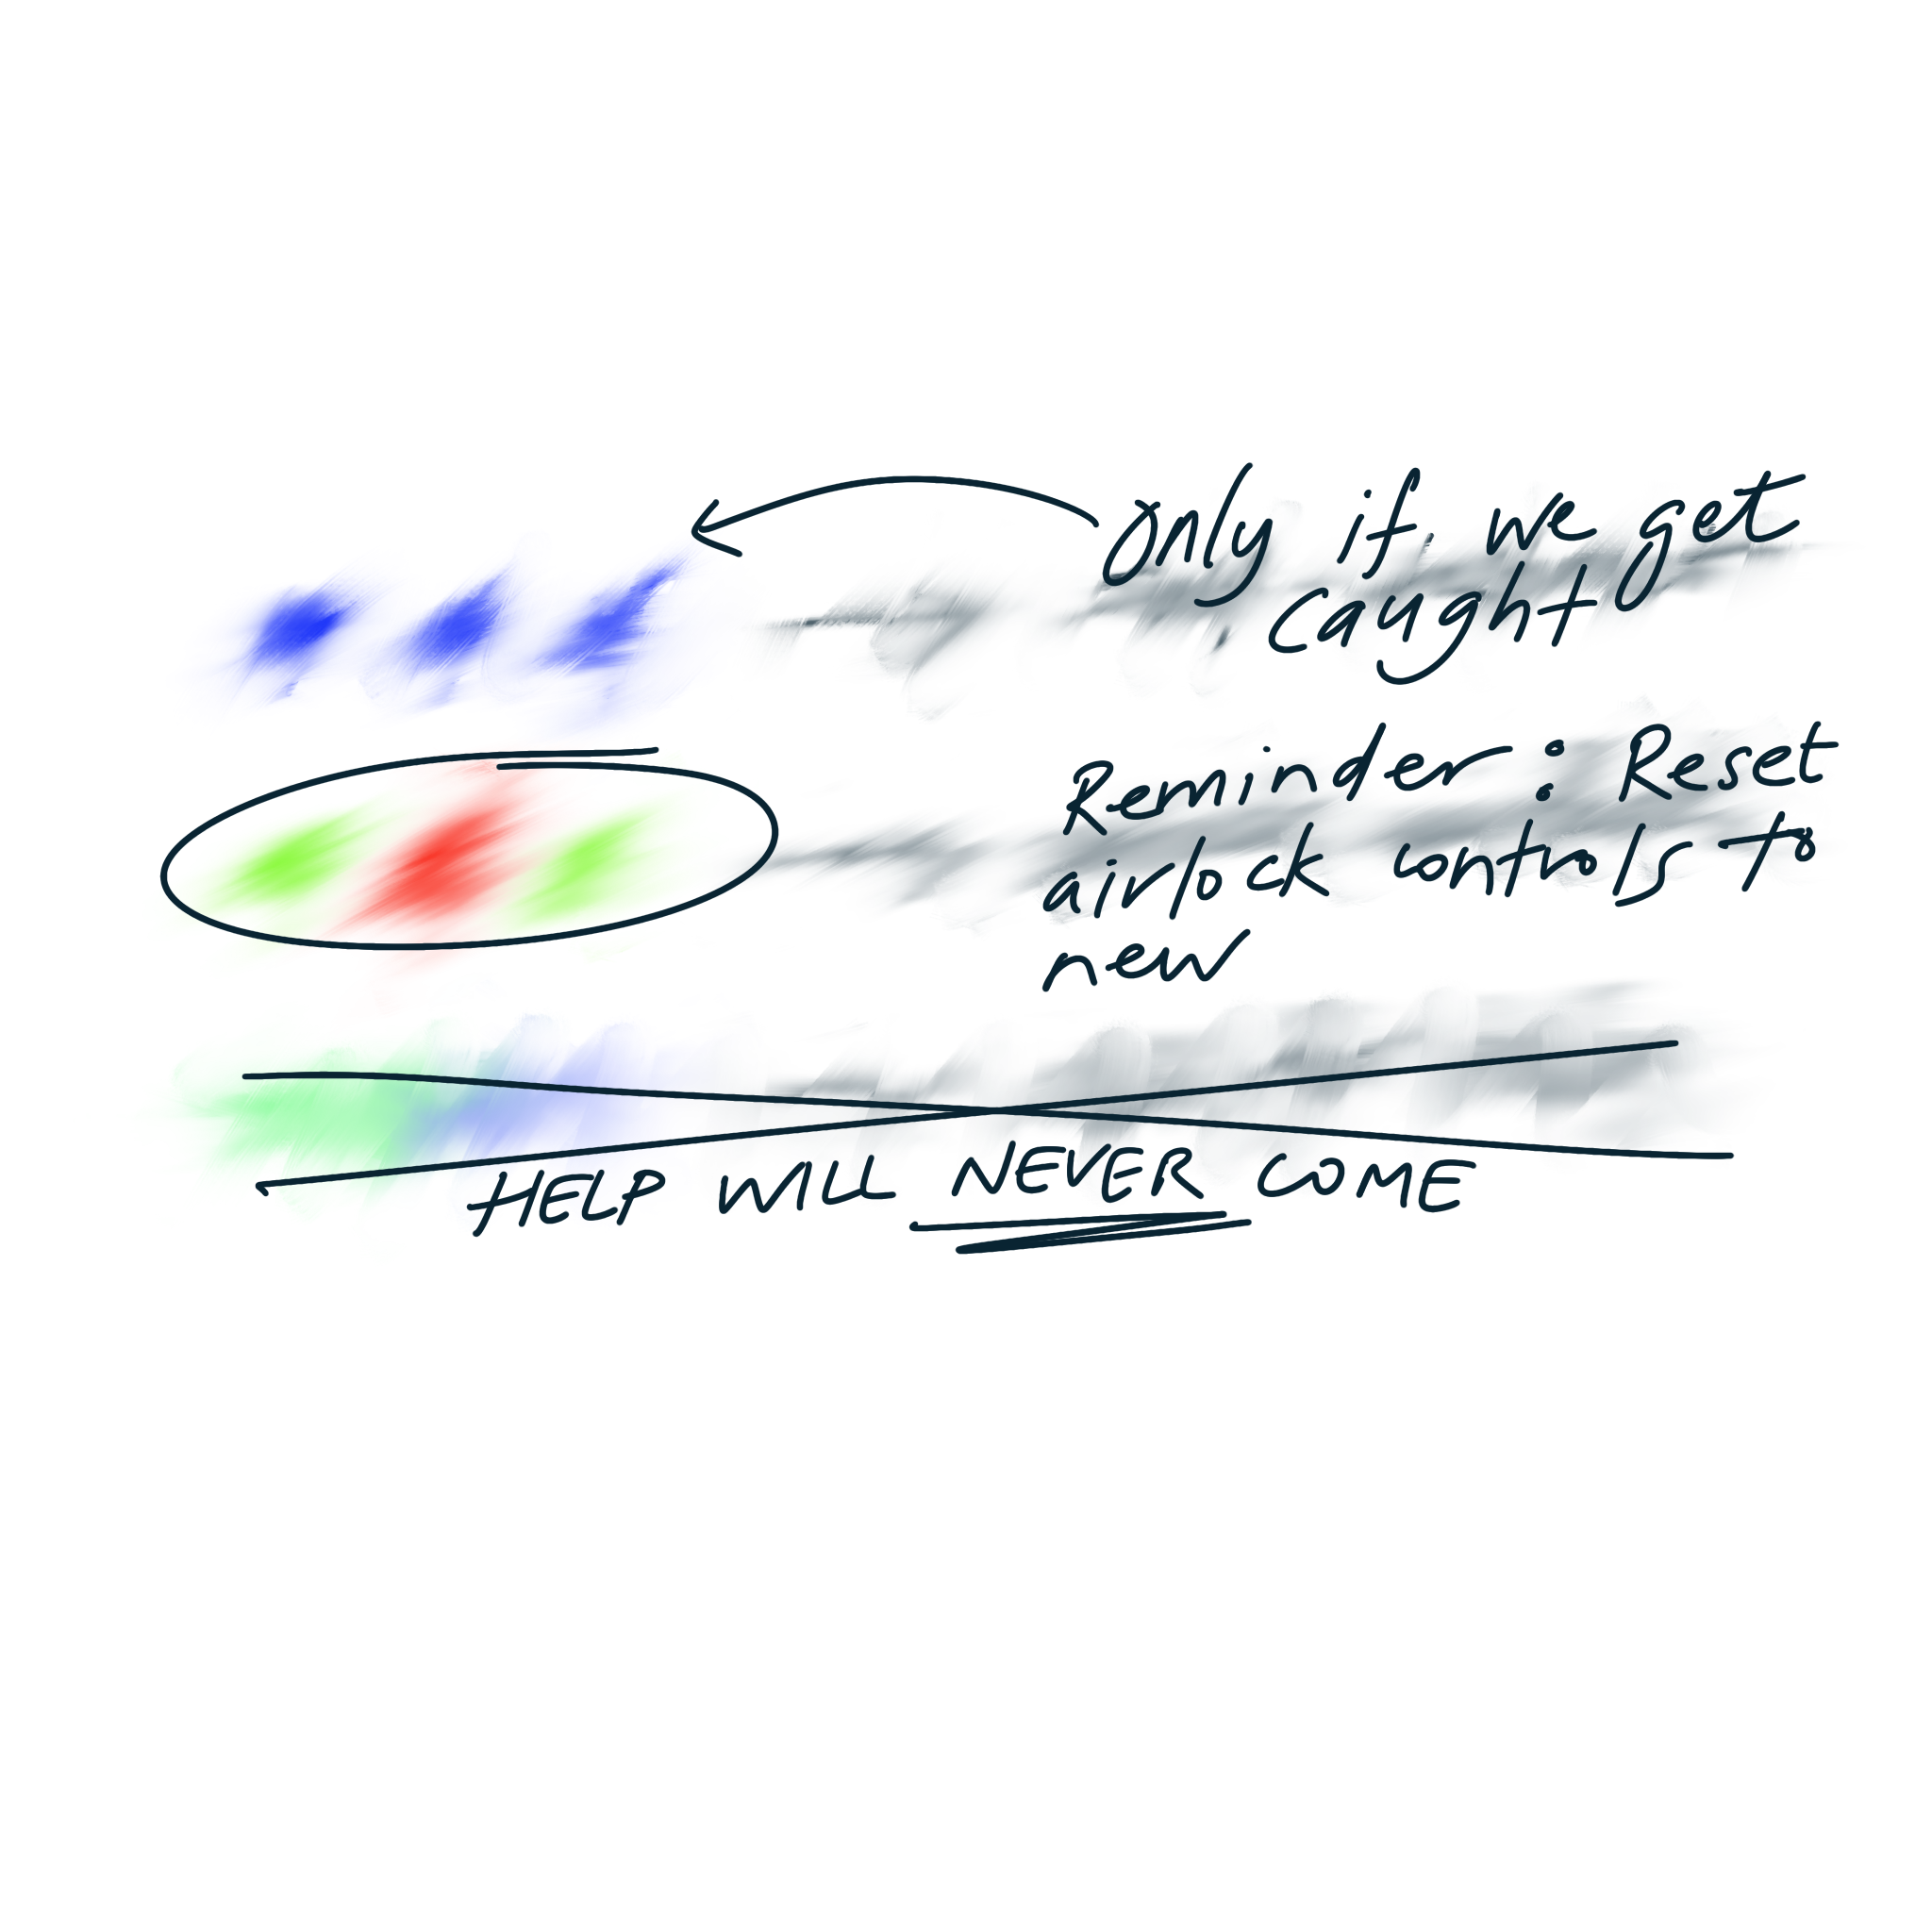 only if we get
caught
Reminder: Reset
airlock controls to
new
HELP WILL NEVER COME